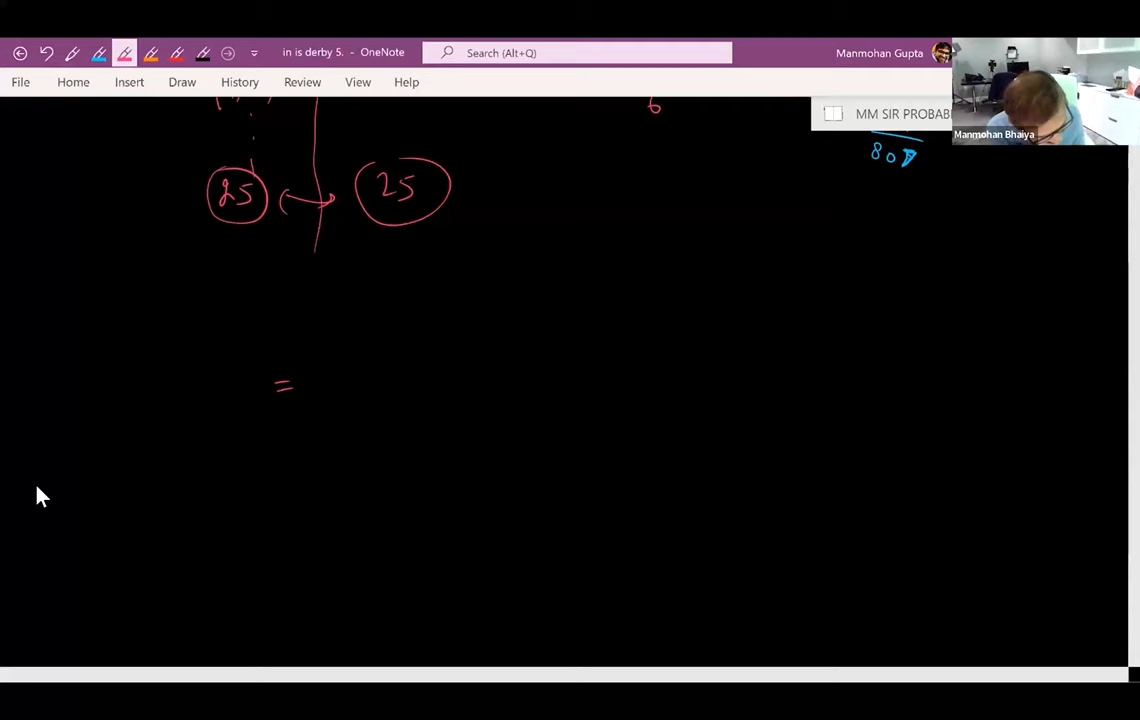 in is derby 5. - OneNote
Search (Alt+Q)
Manmohan Gupta
File Home Insert Draw History Review View Help
MM SIR PROBAB
Manmohan Bhaiya
6
80
25 25
=